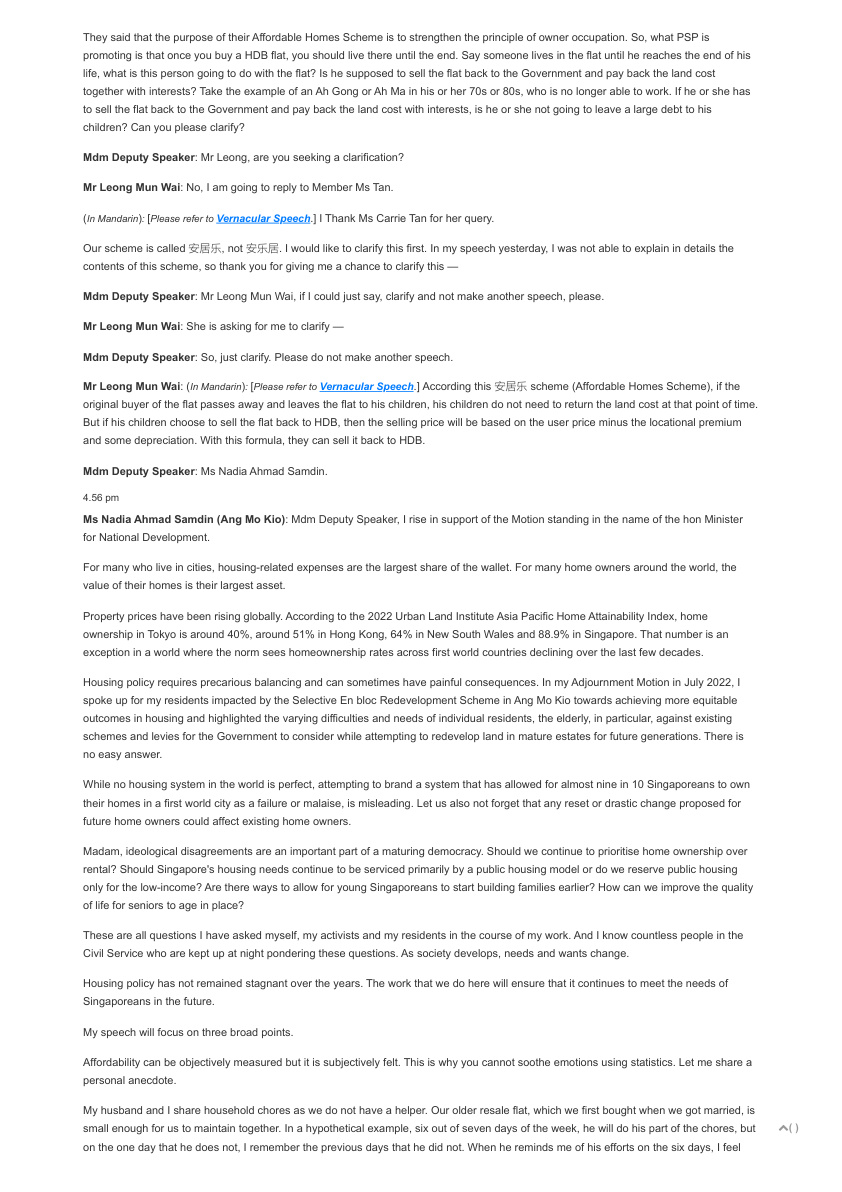 They said that the purpose of their Affordable Homes Scheme is to strengthen the principle of owner occupation. So, what PSP is
promoting is that once you buy a HDB flat, you should live there until the end. Say someone lives in the flat until he reaches the end of his
life, what is this person going to do with the flat? Is he supposed to sell the flat back to the Government and pay back the land cost
together with interests? Take the example of an Ah Gong or Ah Ma in his or her 70s or 80s, who is no longer able to work. If he or she has
to sell the flat back to the Government and pay back the land cost with interests, is he or she not going to leave a large debt to his
children? Can you please clarify?
Mdm Deputy Speaker: Mr Leong, are you seeking a clarification?
Mr Leong Mun Wai: No, I am going to reply to Member Ms Tan.
(In Mandarin): [Please refer to Vernacular Speech.] I Thank Ms Carrie Tan for her query.
Our scheme is called 安居乐, not 安乐居. I would like to clarify this first. In my speech yesterday, I was not able to explain in details the
contents of this scheme, so thank you for giving me a chance to clarify this —
Mdm Deputy Speaker: Mr Leong Mun Wai, if I could just say, clarify and not make another speech, please.
Mr Leong Mun Wai: She is asking for me to clarify —
Mdm Deputy Speaker: So, just clarify. Please do not make another speech.
Mr Leong Mun Wai: (In Mandarin): [Please refer to Vernacular Speech.] According this 安居乐 scheme (Affordable Homes Scheme), if the
original buyer of the flat passes away and leaves the flat to his children, his children do not need to return the land cost at that point of time.
But if his children choose to sell the flat back to HDB, then the selling price will be based on the user price minus the locational premium
and some depreciation. With this formula, they can sell it back to HDB.
Mdm Deputy Speaker: Ms Nadia Ahmad Samdin.
4.56 pm
Ms Nadia Ahmad Samdin (Ang Mo Kio): Mdm Deputy Speaker, I rise in support of the Motion standing in the name of the hon Minister
for National Development.
For many who live in cities, housing-related expenses are the largest share of the wallet. For many home owners around the world, the
value of their homes is their largest asset.
Property prices have been rising globally. According to the 2022 Urban Land Institute Asia Pacific Home Attainability Index, home
ownership in Tokyo is around 40%, around 51% in Hong Kong, 64% in New South Wales and 88.9% in Singapore. That number is an
exception in a world where the norm sees homeownership rates across first world countries declining over the last few decades.
Housing policy requires precarious balancing and can sometimes have painful consequences. In my Adjournment Motion in July 2022, I
spoke up for my residents impacted by the Selective En bloc Redevelopment Scheme in Ang Mo Kio towards achieving more equitable
outcomes in housing and highlighted the varying difficulties and needs of individual residents, the elderly, in particular, against existing
schemes and levies for the Government to consider while attempting to redevelop land in mature estates for future generations. There is
no easy answer.
While no housing system in the world is perfect, attempting to brand a system that has allowed for almost nine in 10 Singaporeans to own
their homes in a first world city as a failure or malaise, is misleading. Let us also not forget that any reset or drastic change proposed for
future home owners could affect existing home owners.
Madam, ideological disagreements are an important part of a maturing democracy. Should we continue to prioritise home ownership over
rental? Should Singapore's housing needs continue to be serviced primarily by a public housing model or do we reserve public housing
only for the low-income? Are there ways to allow for young Singaporeans to start building families earlier? How can we improve the quality
of life for seniors to age in place?
These are all questions I have asked myself, my activists and my residents in the course of my work. And I know countless people in the
Civil Service who are kept up at night pondering these questions. As society develops, needs and wants change.
Housing policy has not remained stagnant over the years. The work that we do here will ensure that it continues to meet the needs of
Singaporeans in the future.
My speech will focus on three broad points.
Affordability can be objectively measured but it is subjectively felt. This is why you cannot soothe emotions using statistics. Let me share a
personal anecdote.
My husband and I share household chores as we do not have a helper. Our older resale flat, which we first bought when we got married, is
small enough for us to maintain together. In a hypothetical example, six out of seven days of the week, he will do his part of the chores, but
on the one day that he does not, I remember the previous days that he did not. When he reminds me of his efforts on the six days, I feel
( )